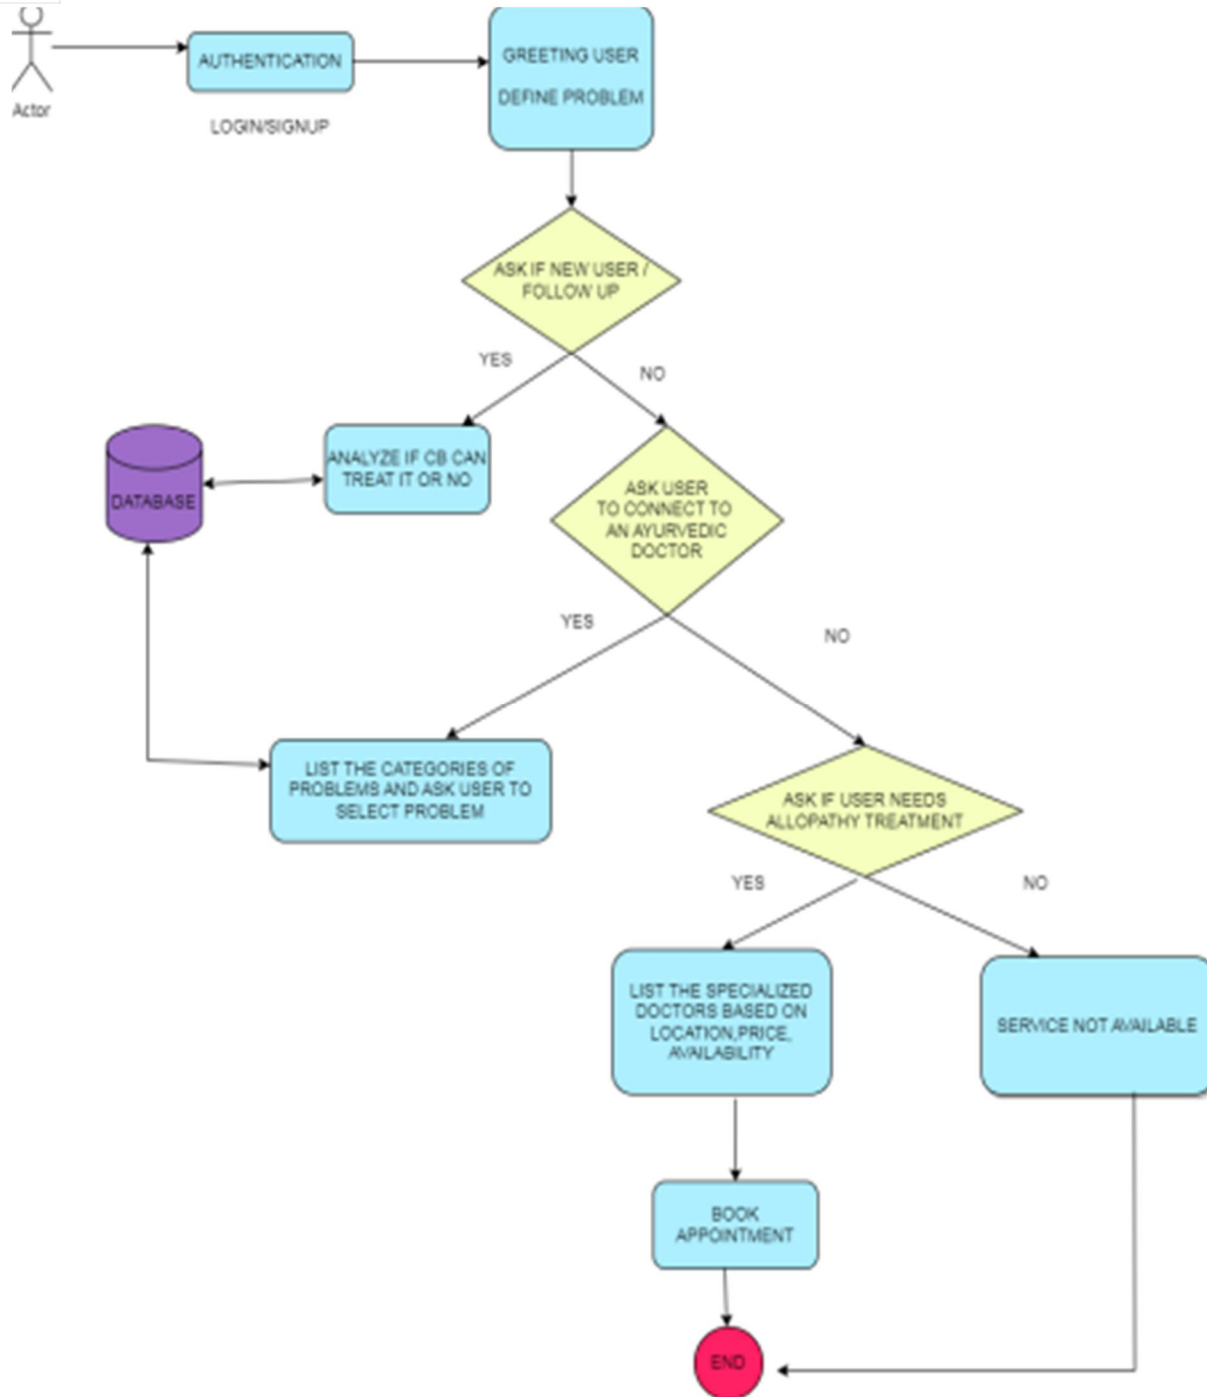 Actor
AUTHENTICATION
LOGIN/SIGNUP
GREETING USER
DEFINE PROBLEM
ASK IF NEW USER /
FOLLOW UP
YES
NO
ANALYZE IF CB CAN
TREAT IT OR NO
DATABASE
ASK USER
TO CONNECT TO
AN AYURVEDIC
DOCTOR
YES
NO
LIST THE CATEGORIES OF
PROBLEMS AND ASK USER TO
SELECT PROBLEM
ASK IF USER NEEDS
ALLOPATHY TREATMENT
YES
NO
LIST THE SPECIALIZED
DOCTORS BASED ON
LOCATION,PRICE,
AVAILABILITY
SERVICE NOT AVAILABLE
BOOK
APPOINTMENT
END